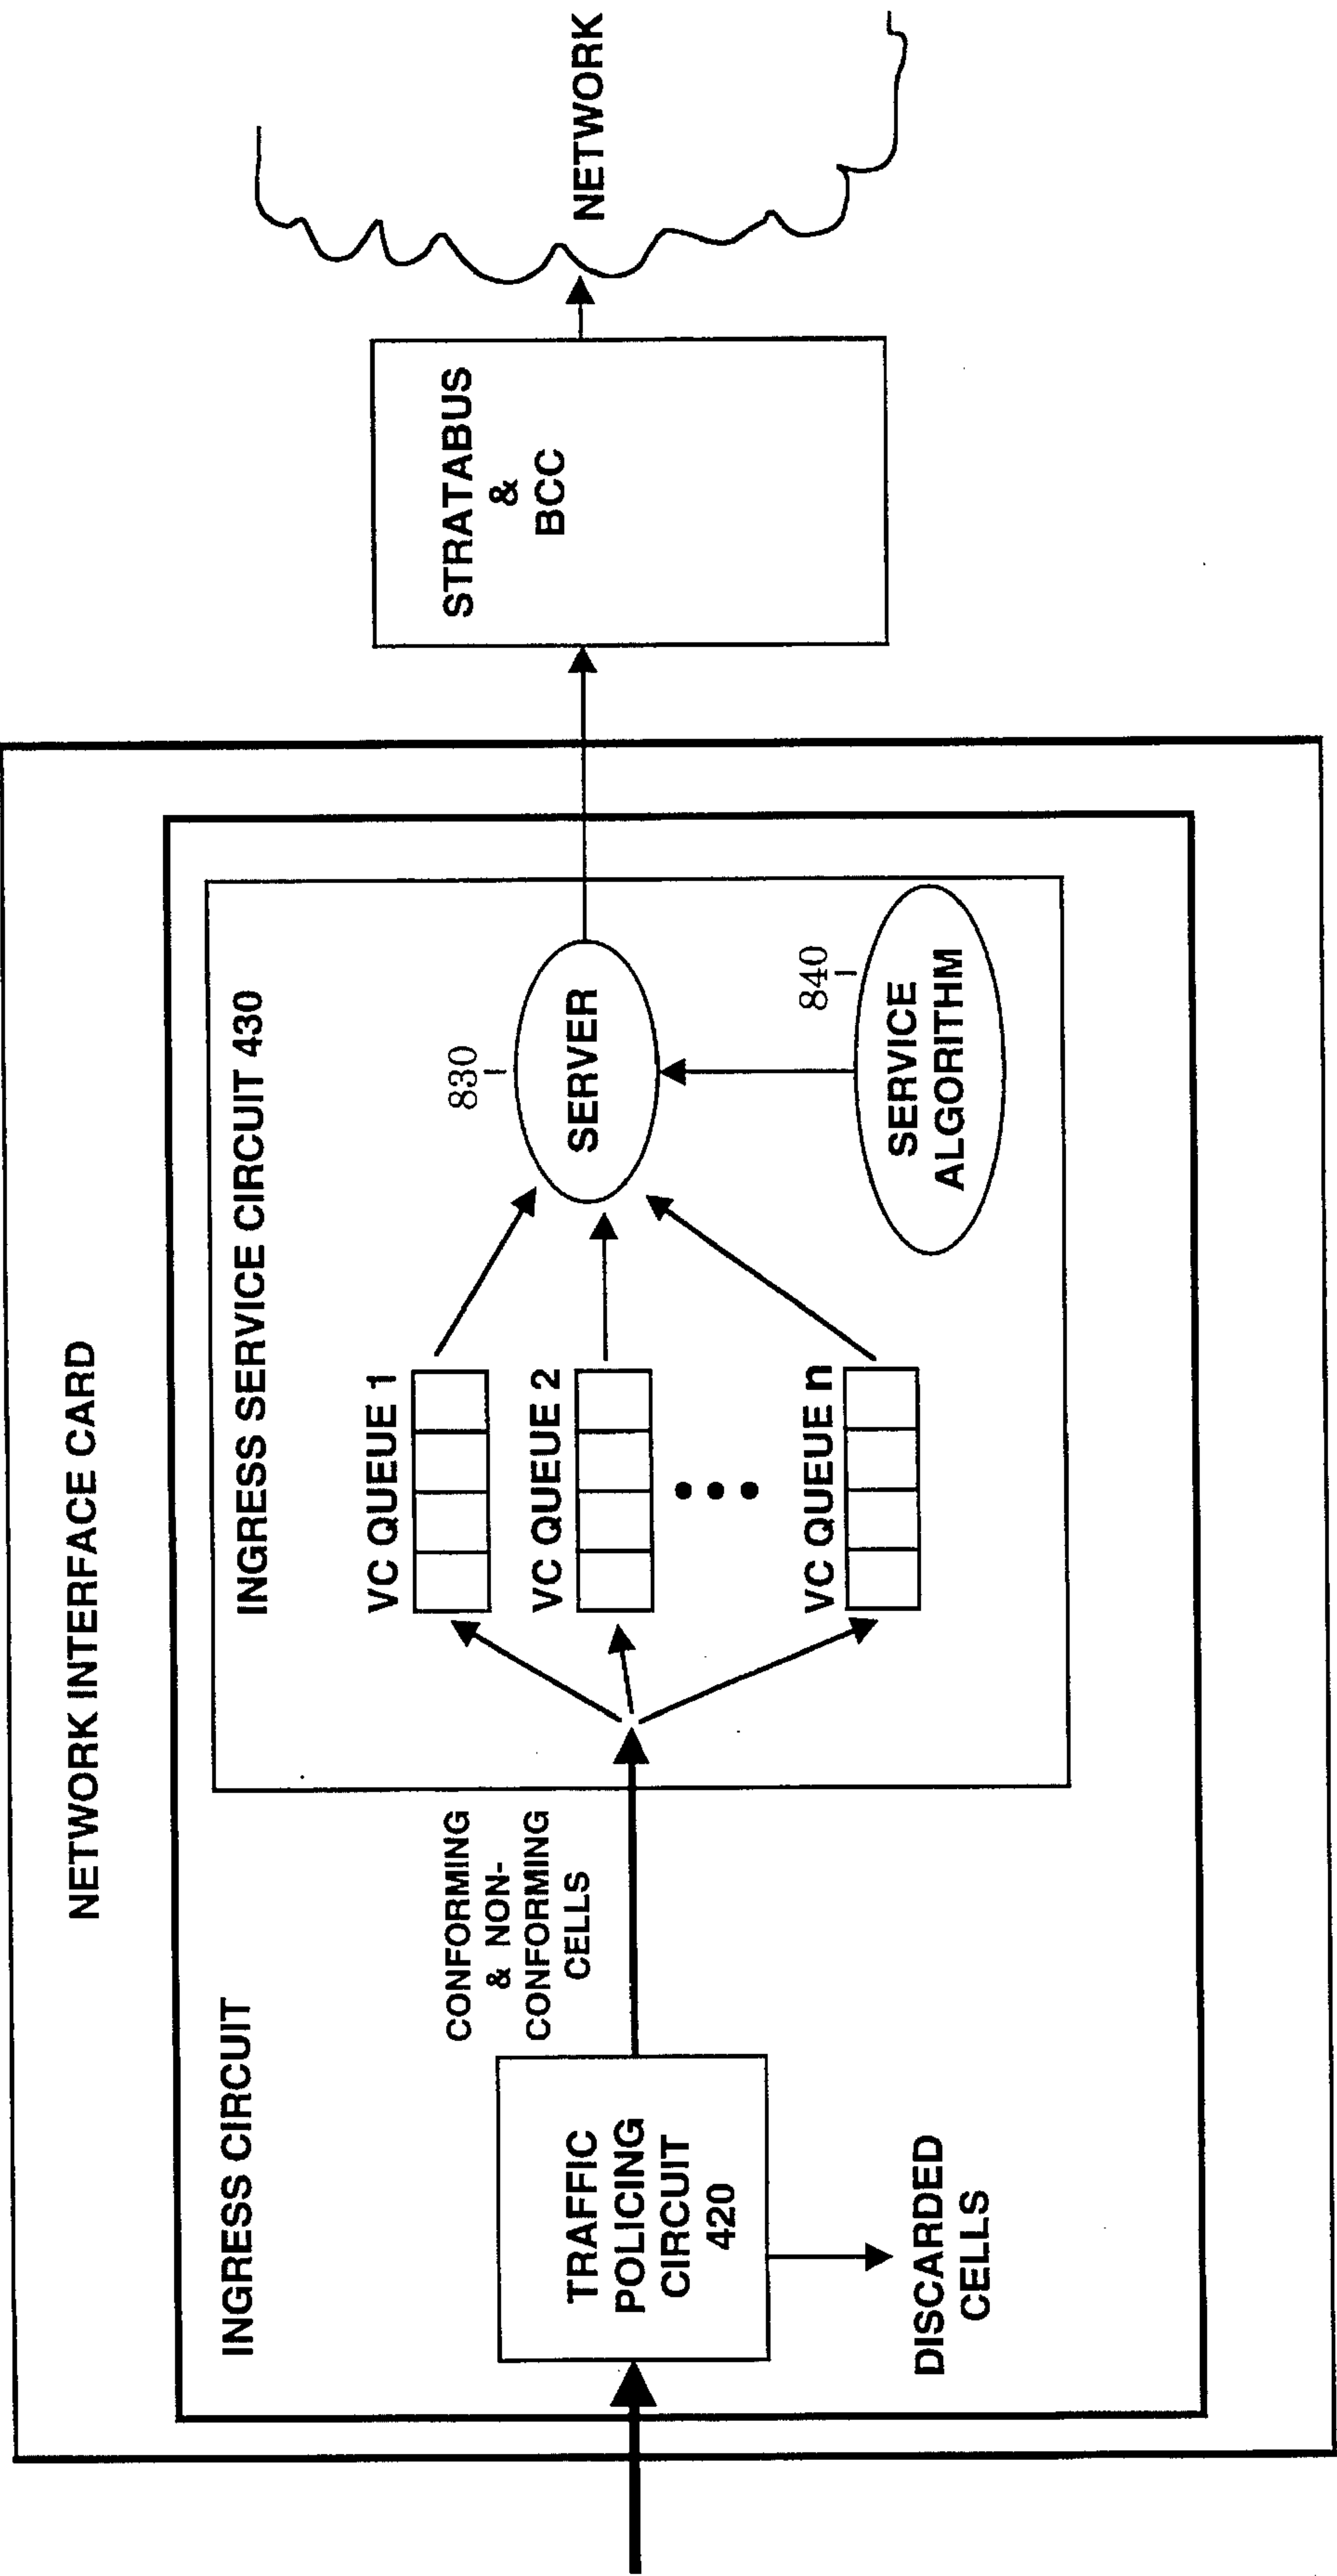 NETWORK INTERFACE CARD
INGRESS CIRCUIT
INGRESS SERVICE CIRCUIT 430
TRAFFIC
POLICING
CIRCUIT
420
DISCARDED
CELLS
CONFORMING
& NON-
CONFORMING
CELLS
VC QUEUE 1
VC QUEUE 2
VC QUEUE n
830
SERVER
840
SERVICE
ALGORITHM
STRATABUS
&
BCC
NETWORK